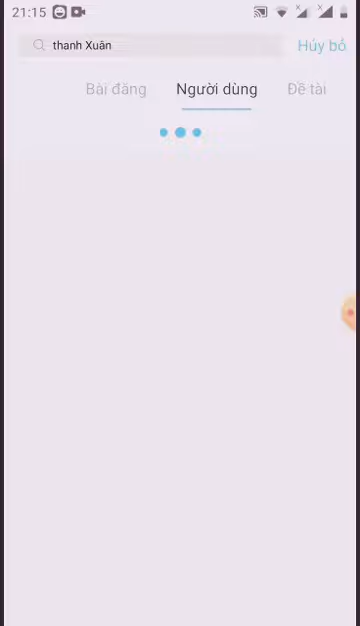 21:15
thanh Xuân
Hủy bỏ
Bài đăng Người dùng Đề tài